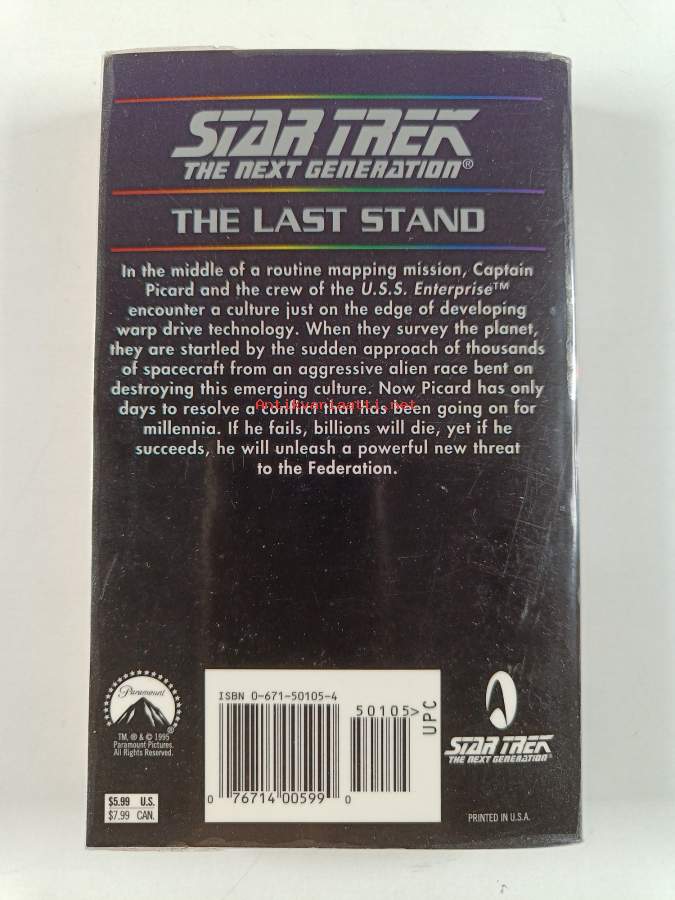 STAR TREK
THE NEXT GENERATION®
THE LAST STAND
In the middle of a routine mapping mission, Captain
Picard and the crew of the U.S.S. Enterprise™
encounter a culture just on the edge of developing
warp drive technology. When they survey the planet,
they are startled by the sudden approach of thousands
of spacecraft from an aggressive alien race bent on
destroying this emerging culture. Now Picard has only
days to resolve a conflict that has been going on for
Antikvariaatti.net
millennia. If he fails, billions will die, yet if he
succeeds, he will unleash a powerful new threat
to the Federation.
Paramount
TM, ® & © 1995
Paramount Pictures.
All Rights Reserved.
$5.99 U.S.
$7.99 CAN.
ISBN 0-671-50105-4
50105>
UPC
0 76714 00599 0
STAR TREK
THE NEXT GENERATION®
PRINTED IN U.S.A.